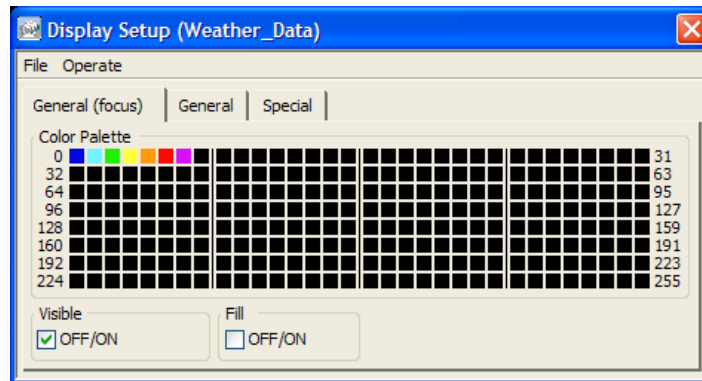 Display Setup (Weather_Data)
File Operate
General (focus) General Special
Color Palette
0 31
32 63
64 95
96 127
128 159
160 191
192 223
224 255
Visible Fill
OFF/ON OFF/ON